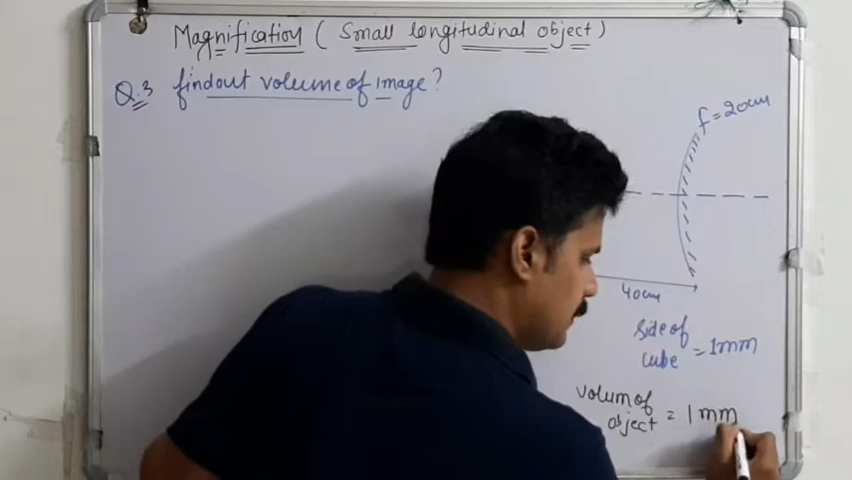 Magnification ( Small longitudinal object )
Q.3 findout volume of image?
f = 20cm
40cm
Side of cube = 1mm
volum of object = 1 mm